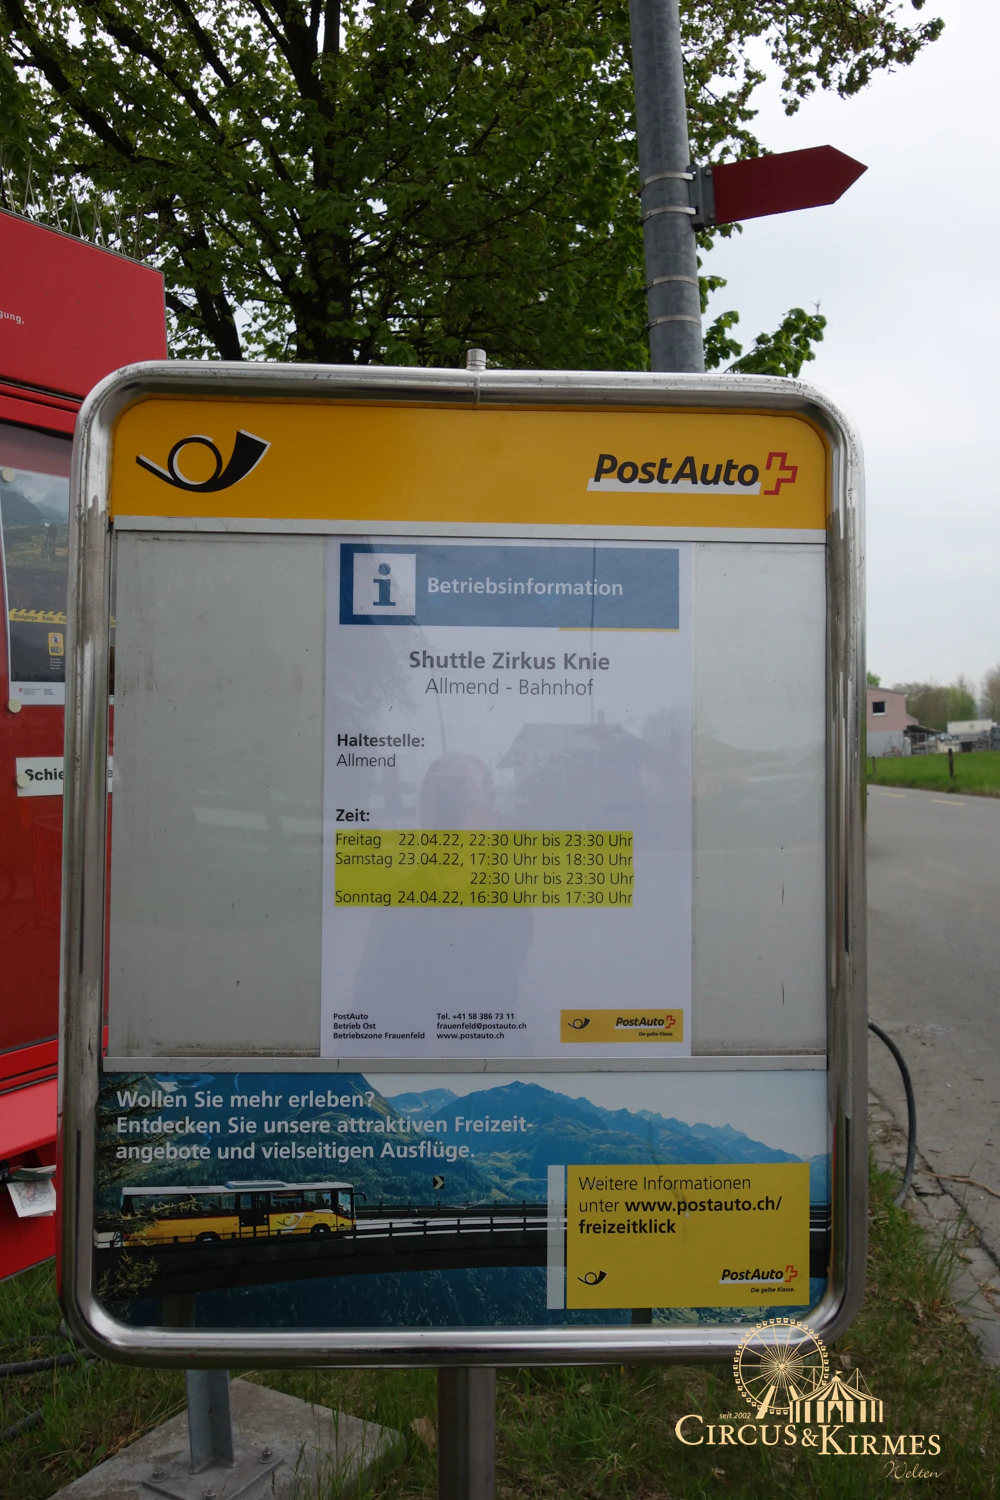 gung,
PostAuto
i Betriebsinformation
Shuttle Zirkus Knie
Allmend - Bahnhof
Haltestelle:
Allmend
Schie
Zeit:
Freitag 22.04.22, 22:30 Uhr bis 23:30 Uhr
Samstag 23.04.22, 17:30 Uhr bis 18:30 Uhr
22:30 Uhr bis 23:30 Uhr
Sonntag 24.04.22, 16:30 Uhr bis 17:30 Uhr
PostAuto Tel. +41 58 386 73 11
Betrieb Ost frauenfeld@postauto.ch
Betriebszone Frauenfeld www.postauto.ch
PostAuto
Die gelbe Klasse.
Wollen Sie mehr erleben?
Entdecken Sie unsere attraktiven Freizeit-
angebote und vielseitigen Ausflüge.
Weitere Informationen
unter www.postauto.ch/
freizeitklick
PostAuto
Die gelbe Klasse.
seit 2002
CIRCUS&KIRMES
Welten